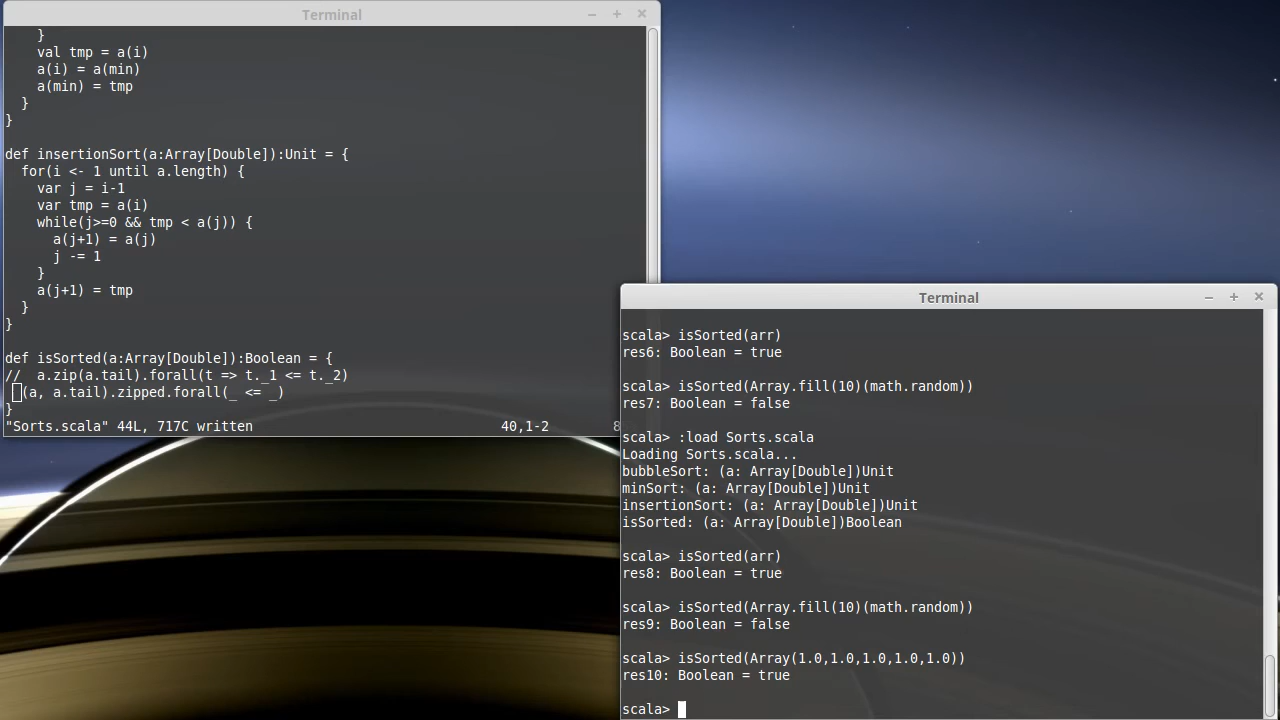 Terminal
    }
    val tmp = a(i)
    a(i) = a(min)
    a(min) = tmp
  }
}
def insertionSort(a:Array[Double]):Unit = {
  for(i <- 1 until a.length) {
    var j = i-1
    var tmp = a(i)
    while(j>=0 && tmp < a(j)) {
      a(j+1) = a(j)
      j -= 1
    }
    a(j+1) = tmp
  }
}
def isSorted(a:Array[Double]):Boolean = {
//  a.zip(a.tail).forall(t => t._1 <= t._2)
  (a, a.tail).zipped.forall(_ <= _)
}
"Sorts.scala" 44L, 717C written 40,1-2 8
Terminal
scala> isSorted(arr)
res6: Boolean = true
scala> isSorted(Array.fill(10)(math.random))
res7: Boolean = false
scala> :load Sorts.scala
Loading Sorts.scala...
bubbleSort: (a: Array[Double])Unit
minSort: (a: Array[Double])Unit
insertionSort: (a: Array[Double])Unit
isSorted: (a: Array[Double])Boolean
scala> isSorted(arr)
res8: Boolean = true
scala> isSorted(Array.fill(10)(math.random))
res9: Boolean = false
scala> isSorted(Array(1.0,1.0,1.0,1.0,1.0))
res10: Boolean = true
scala>